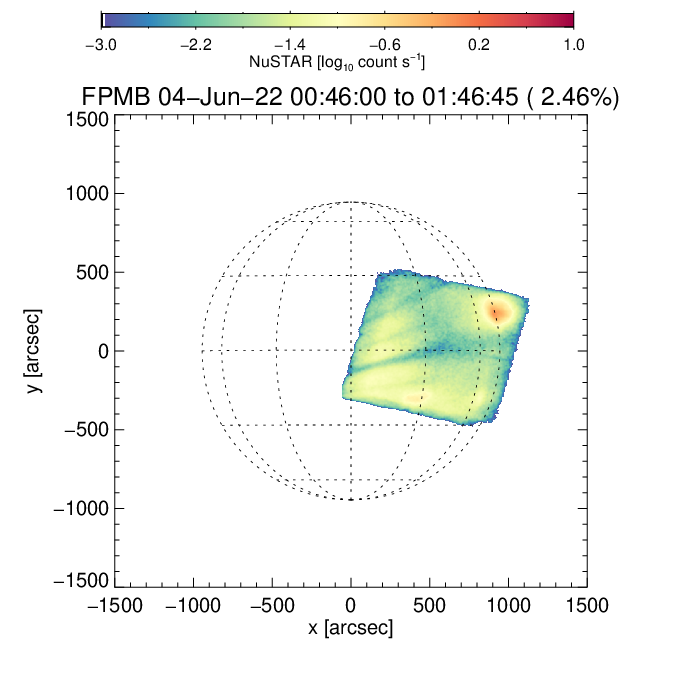 −3.0 −2.2 −1.4 −0.6 0.2 1.0
NuSTAR [log10 count s−1]
FPMB 04−Jun−22 00:46:00 to 01:46:45 ( 2.46%)
1500
1000
500
0
−500
−1000
−1500
y [arcsec]
−1500 −1000 −500 0 500 1000 1500
x [arcsec]